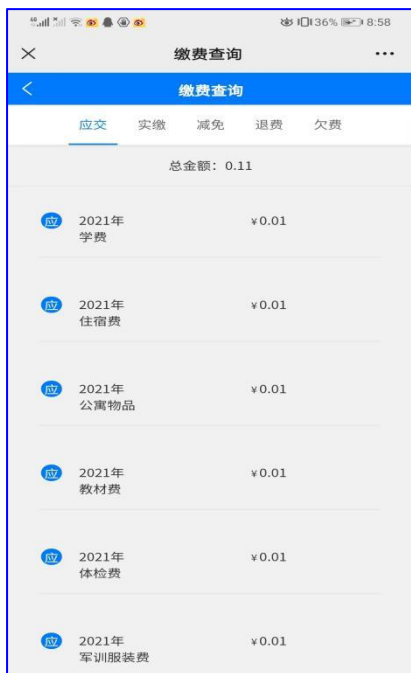 36% 8:58
缴费查询
缴费查询
应交 实缴 减免 退费 欠费
总金额：0.11
应 2021年 ¥0.01
学费
应 2021年 ¥0.01
住宿费
应 2021年 ¥0.01
公寓物品
应 2021年 ¥0.01
教材费
应 2021年 ¥0.01
体检费
应 2021年 ¥0.01
军训服装费